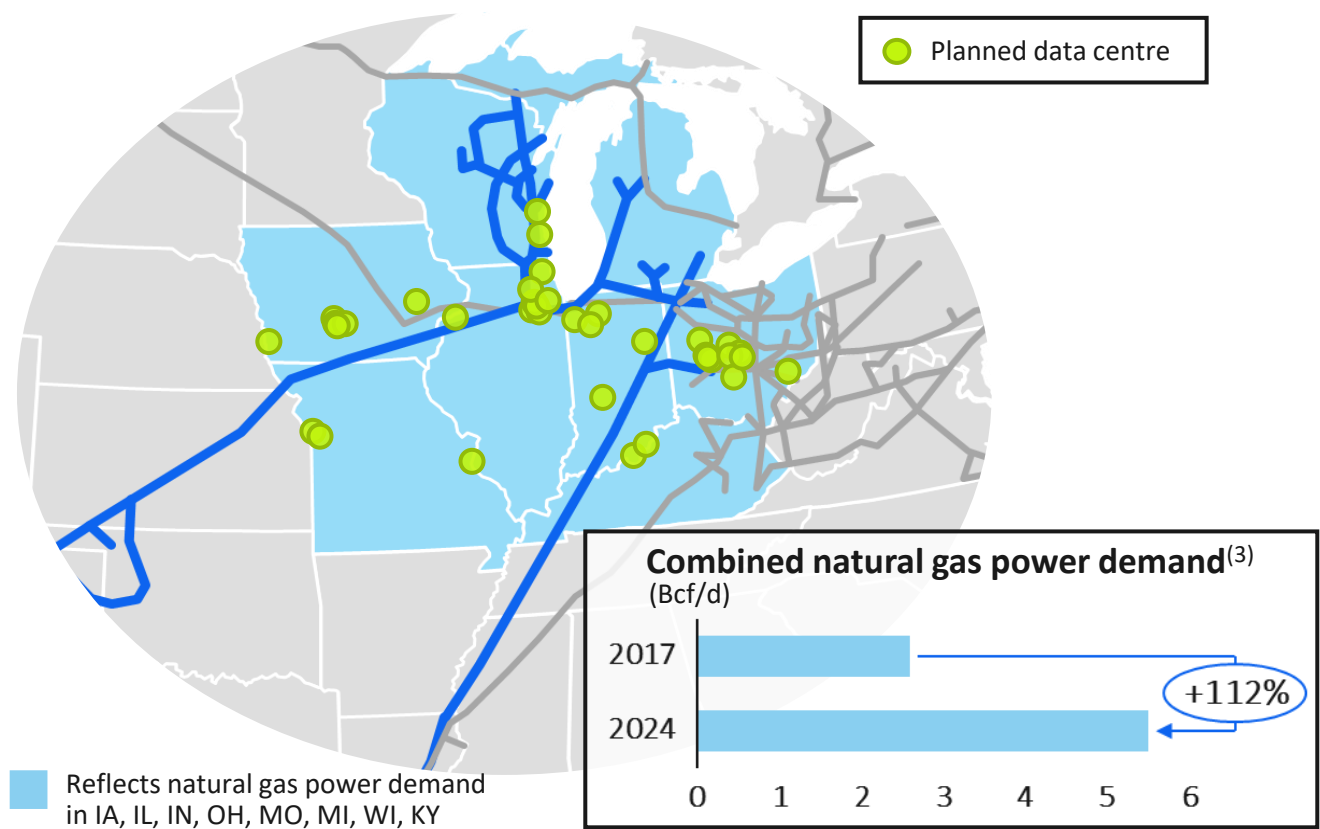 Planned data centre
Combined natural gas power demand(3)
(Bcf/d)
2017
+112%
2024
0 1 2 3 4 5 6
Reflects natural gas power demand
in IA, IL, IN, OH, MO, MI, WI, KY